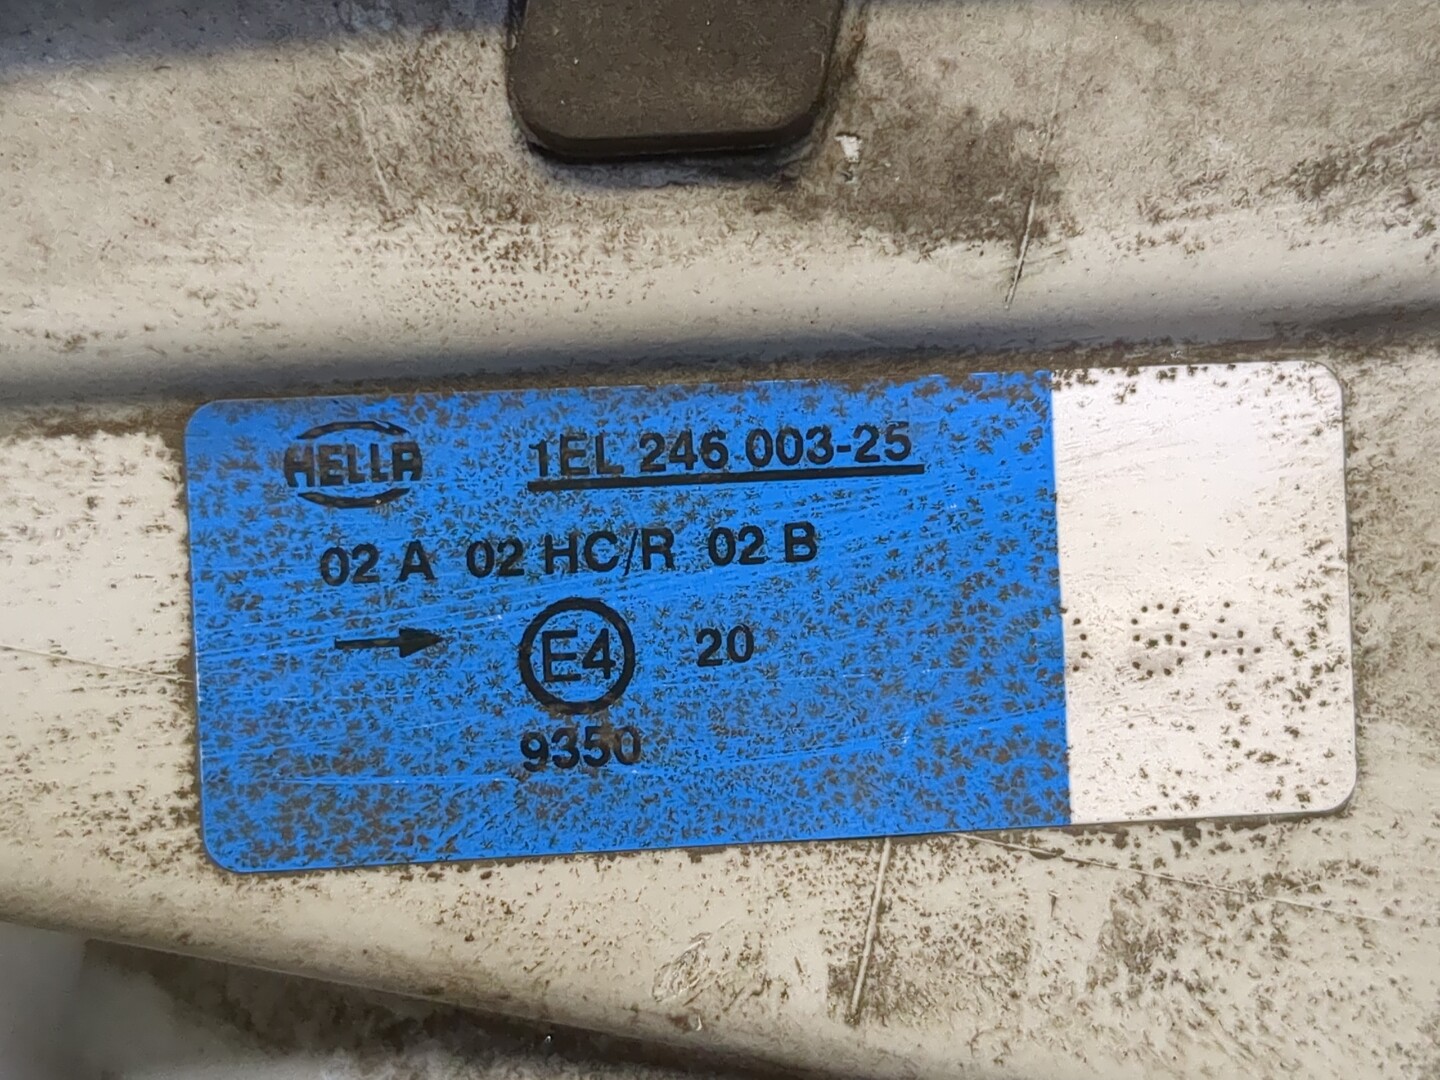 HELLA 1EL 246 003-25
02 A 02 HC/R 02 B
E4 20
9350